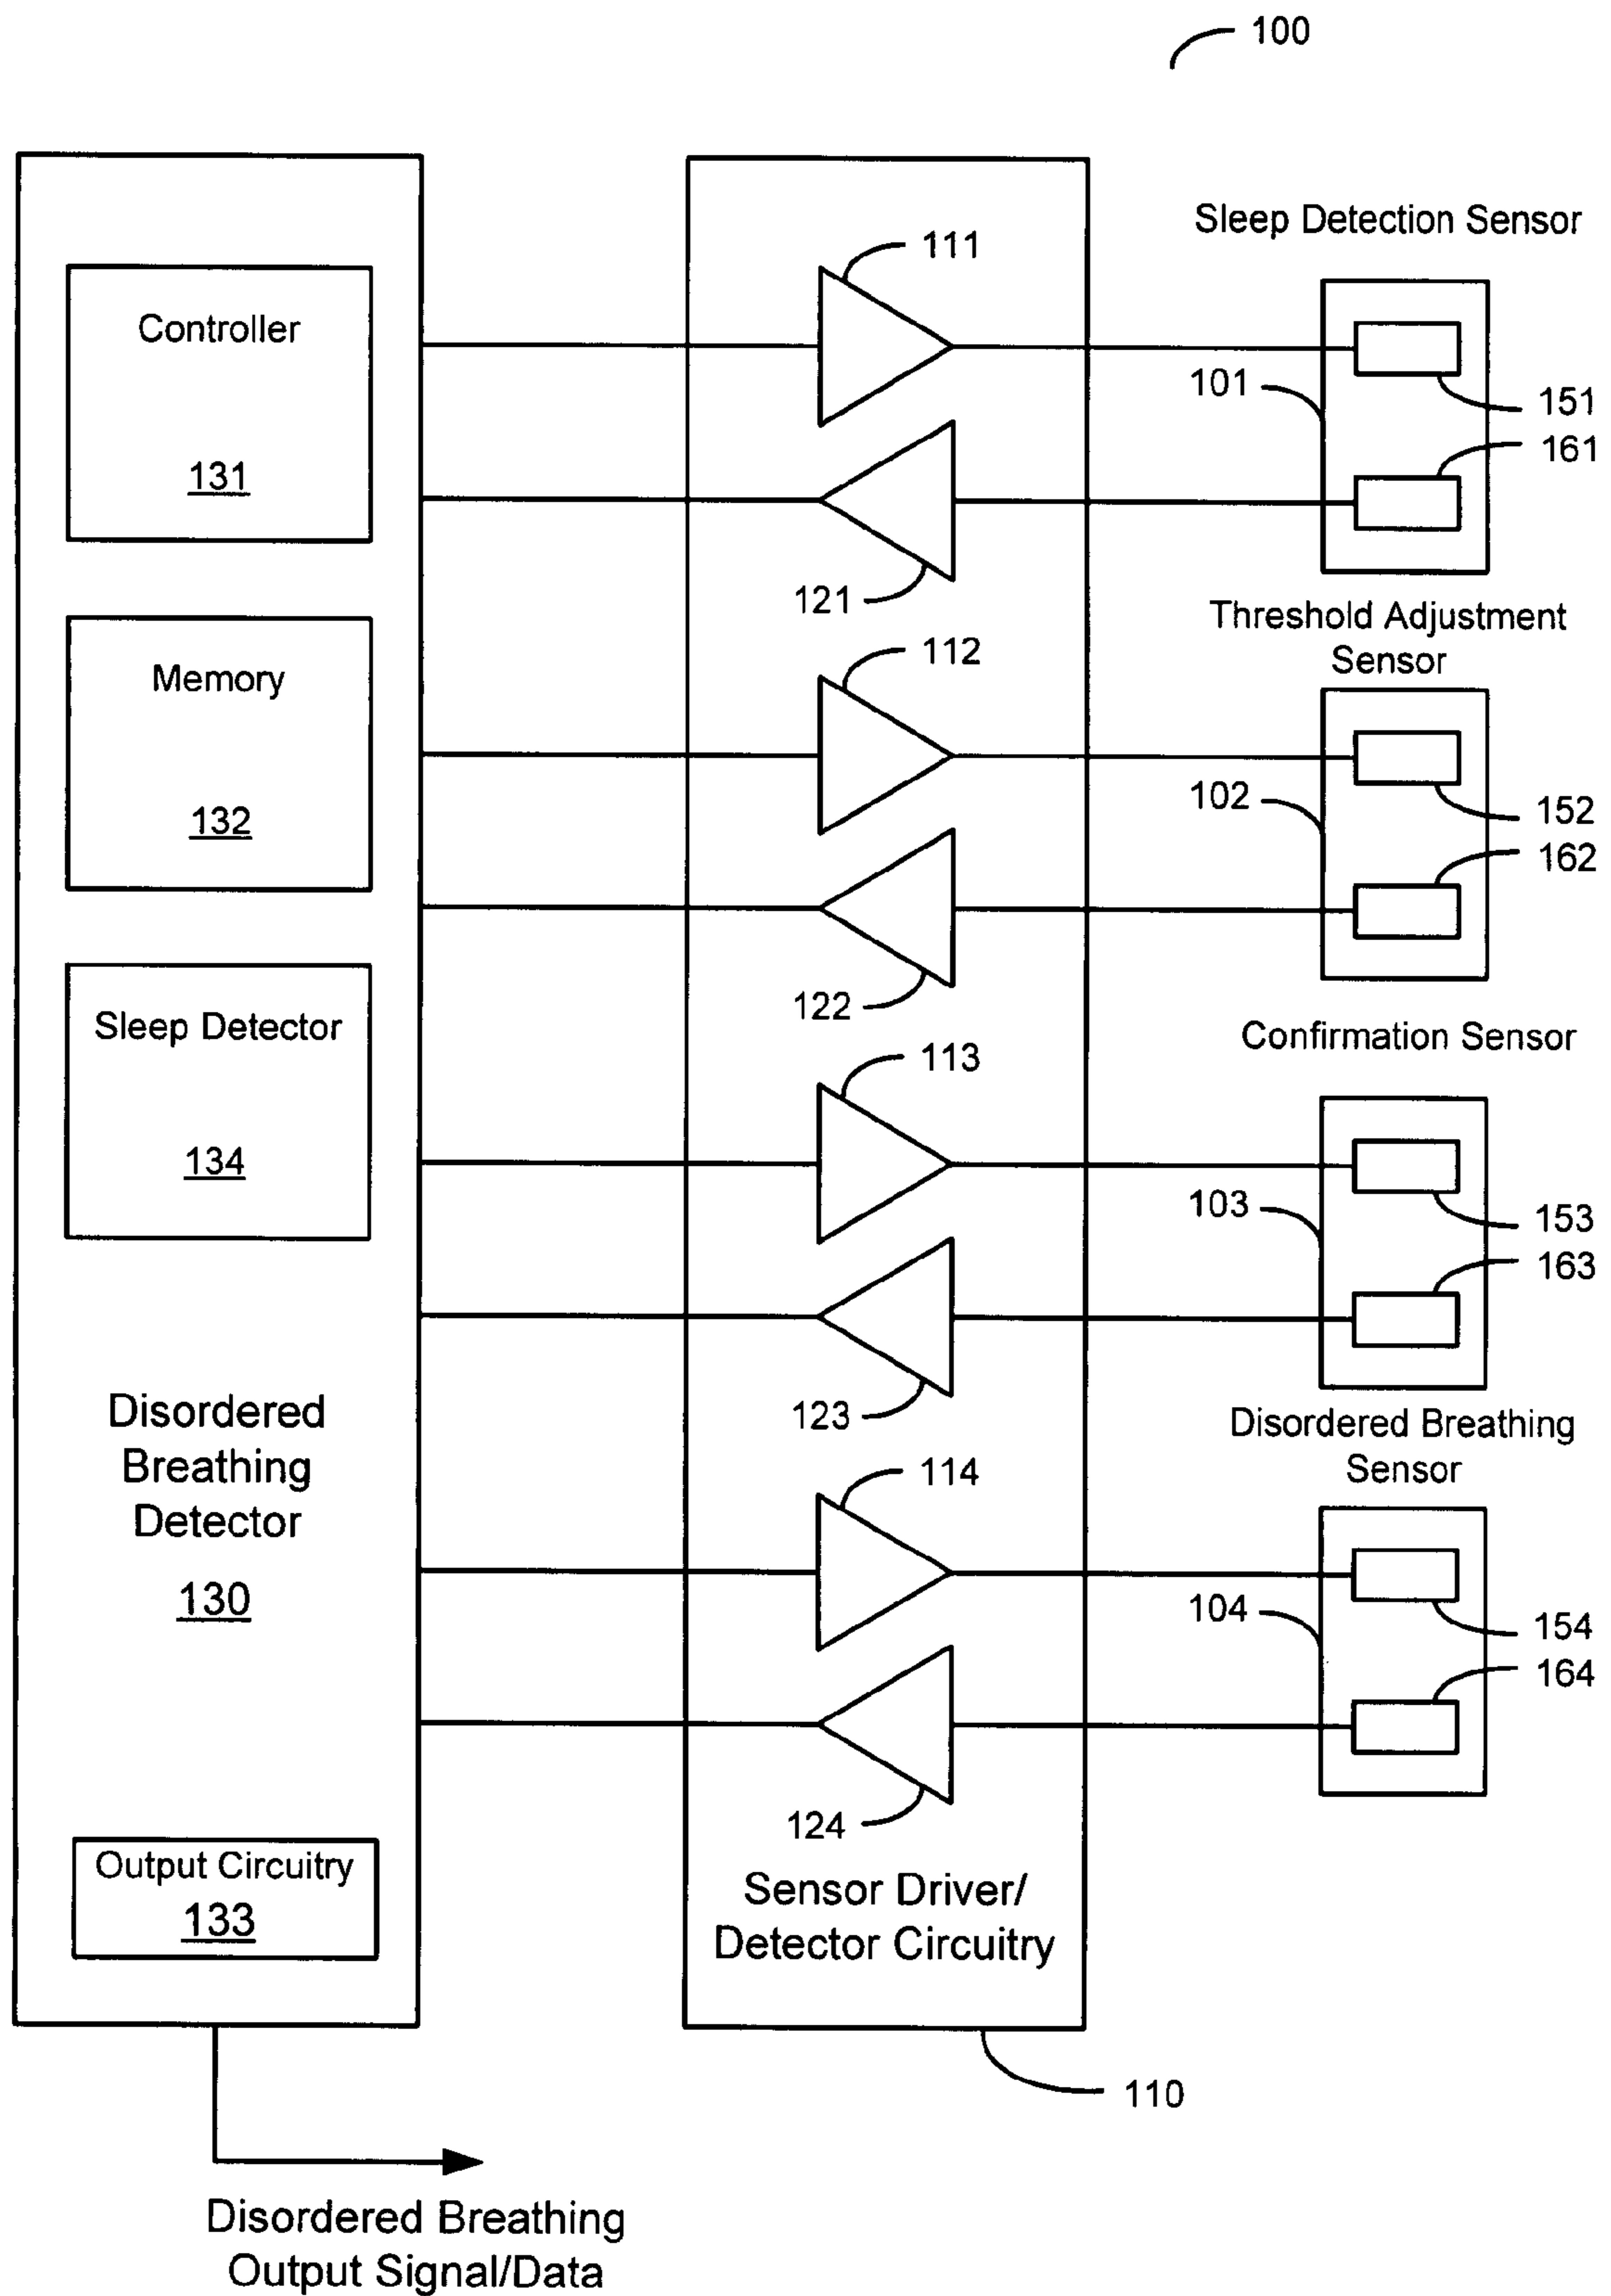 100
Sleep Detection Sensor
111
Controller
131
101
151
161
121
Threshold Adjustment
Sensor
112
Memory
132
102
152
162
122
Sleep Detector
134
Confirmation Sensor
113
103
153
163
123
Disordered
Breathing
Detector
130
Disordered Breathing
Sensor
114
104
154
164
124
Output Circuitry
133
Sensor Driver/
Detector Circuitry
110
Disordered Breathing
Output Signal/Data